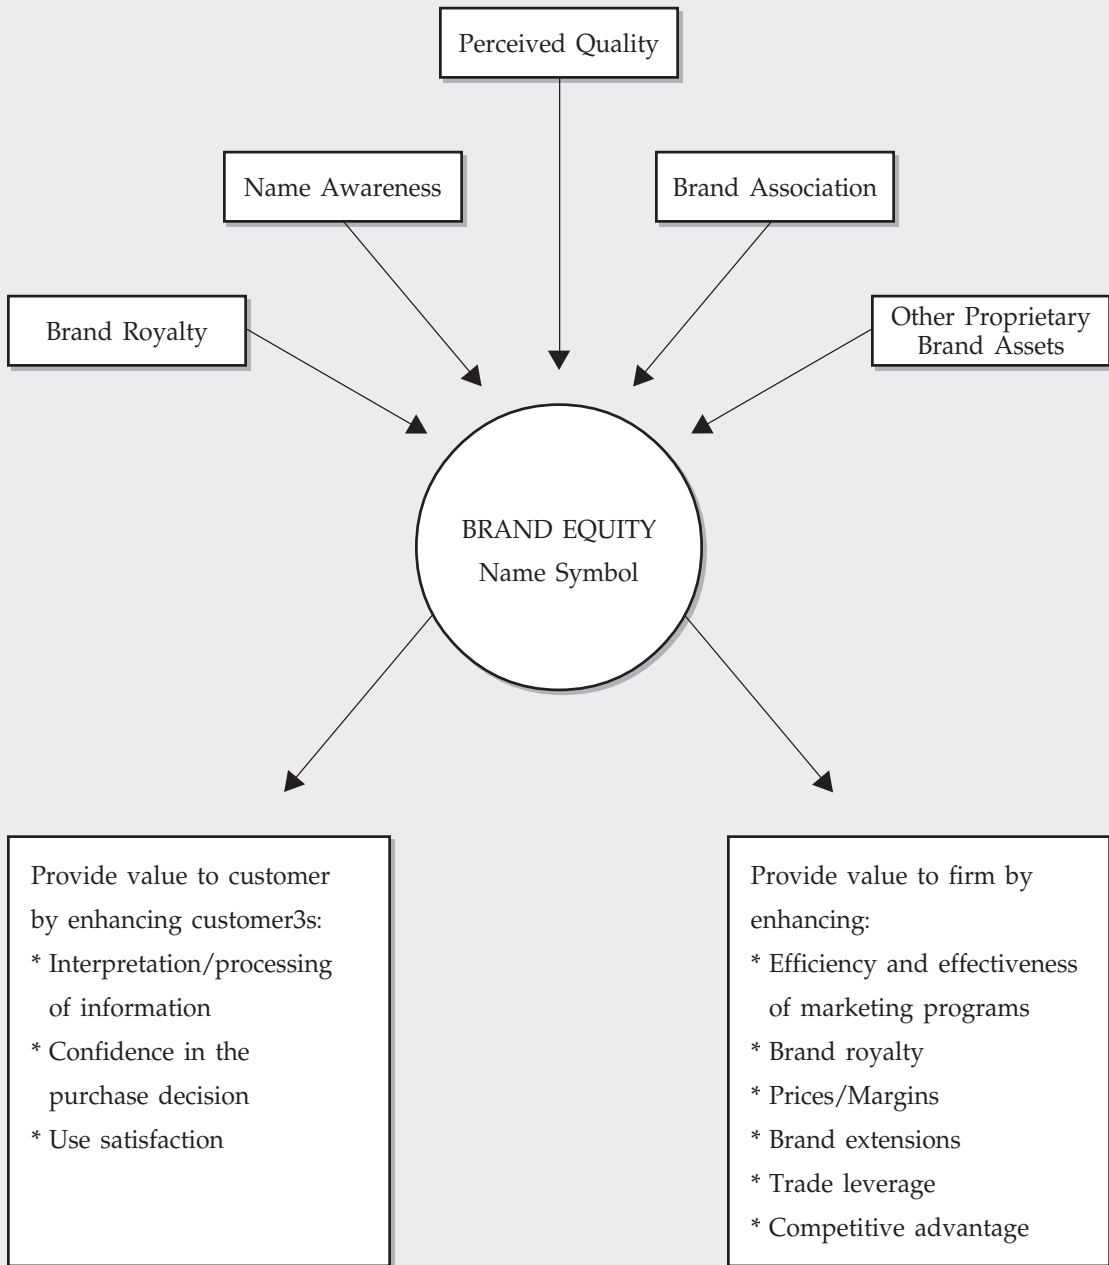 Perceived Quality
Name Awareness
Brand Association
Brand Royalty
Other Proprietary
Brand Assets
BRAND EQUITY
Name Symbol
Provide value to customer
by enhancing customer3s:
* Interpretation/processing
of information
* Confidence in the
purchase decision
* Use satisfaction
Provide value to firm by
enhancing:
* Efficiency and effectiveness
of marketing programs
* Brand royalty
* Prices/Margins
* Brand extensions
* Trade leverage
* Competitive advantage